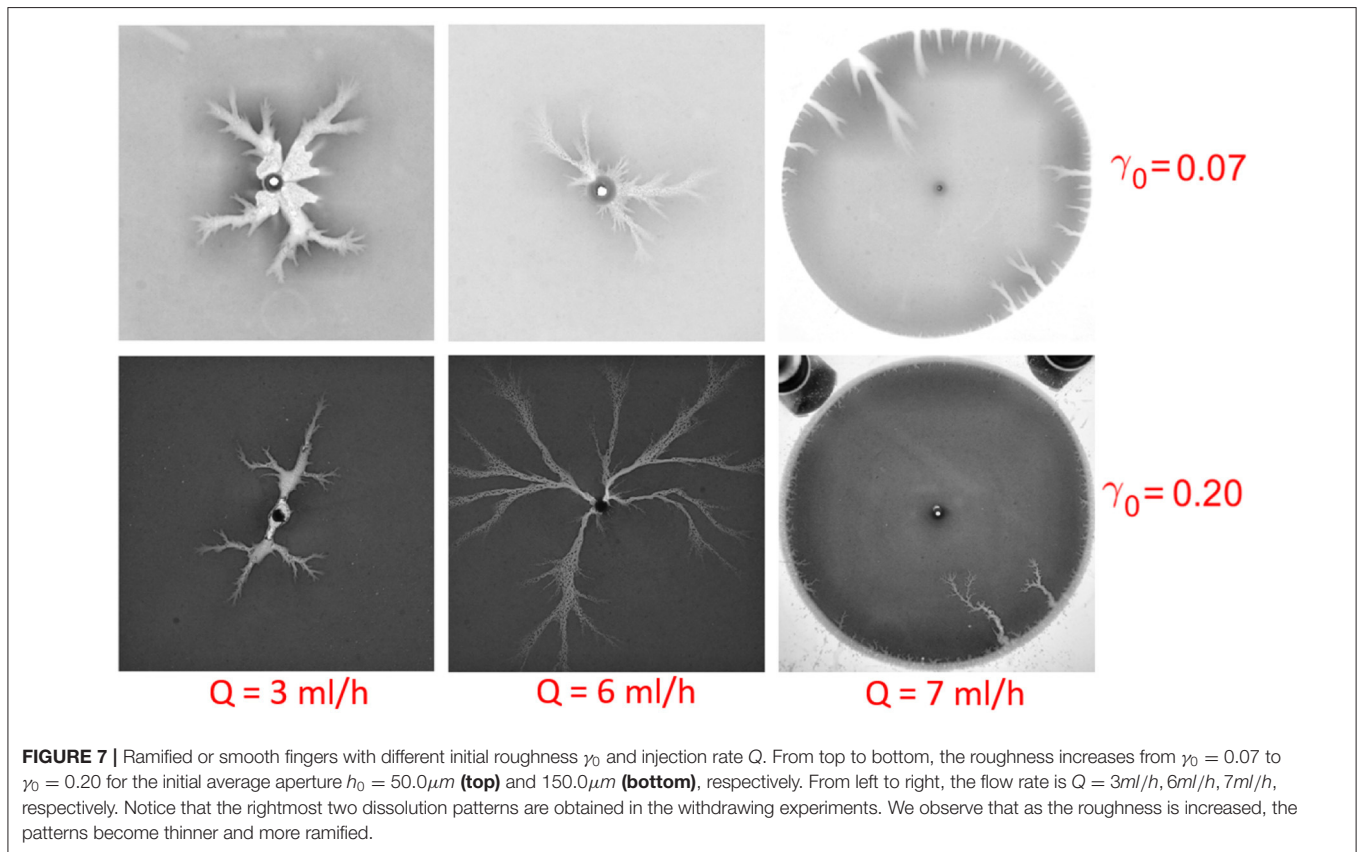 γ₀ = 0.07
γ₀ = 0.20
Q = 3 ml/h Q = 6 ml/h Q = 7 ml/h
FIGURE 7 | Ramified or smooth fingers with different initial roughness γ₀ and injection rate Q. From top to bottom, the roughness increases from γ₀ = 0.07 to
γ₀ = 0.20 for the initial average aperture h₀ = 50.0μm (top) and 150.0μm (bottom), respectively. From left to right, the flow rate is Q = 3ml/h, 6ml/h, 7ml/h,
respectively. Notice that the rightmost two dissolution patterns are obtained in the withdrawing experiments. We observe that as the roughness is increased, the
patterns become thinner and more ramified.